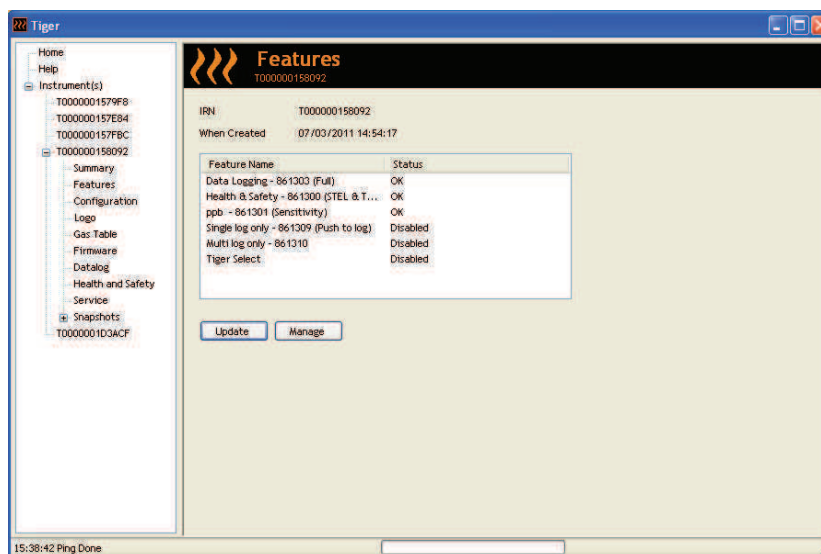 Tiger
Home
Help
Instrument(s)
T0000001579F8
T000000157E84
T000000157FBC
T000000158092
Summary
Features
Configuration
Logo
Gas Table
Firmware
Datalog
Health and Safety
Service
Snapshots
T0000001D3ACF
Features
T000000158092
IRN T000000158092
When Created 07/03/2011 14:54:17
Feature Name Status
Data Logging - 861303 (Full) OK
Health & Safety - 861300 (STEL & T... OK
ppb - 861301 (Sensitivity) OK
Single log only - 861309 (Push to log) Disabled
Multi log only - 861310 Disabled
Tiger Select Disabled
Update Manage
15:38:42 Ping Done